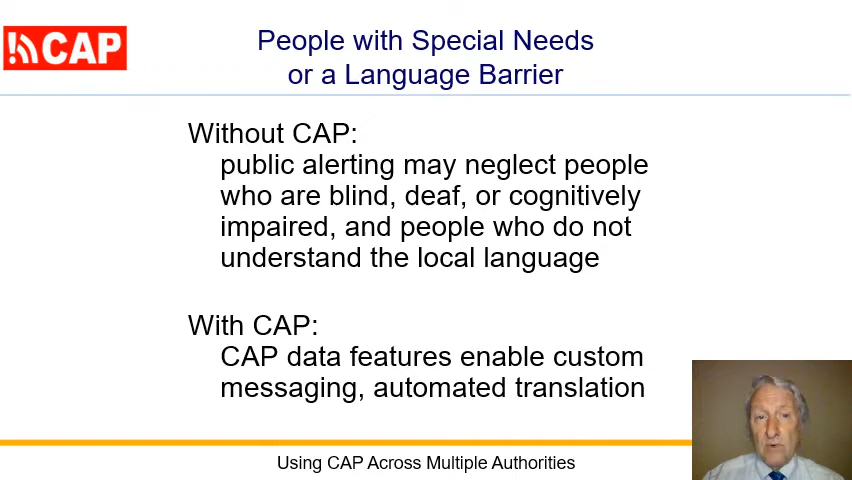 CAP
People with Special Needs
or a Language Barrier
Without CAP:
public alerting may neglect people
who are blind, deaf, or cognitively
impaired, and people who do not
understand the local language
With CAP:
CAP data features enable custom
messaging, automated translation
Using CAP Across Multiple Authorities